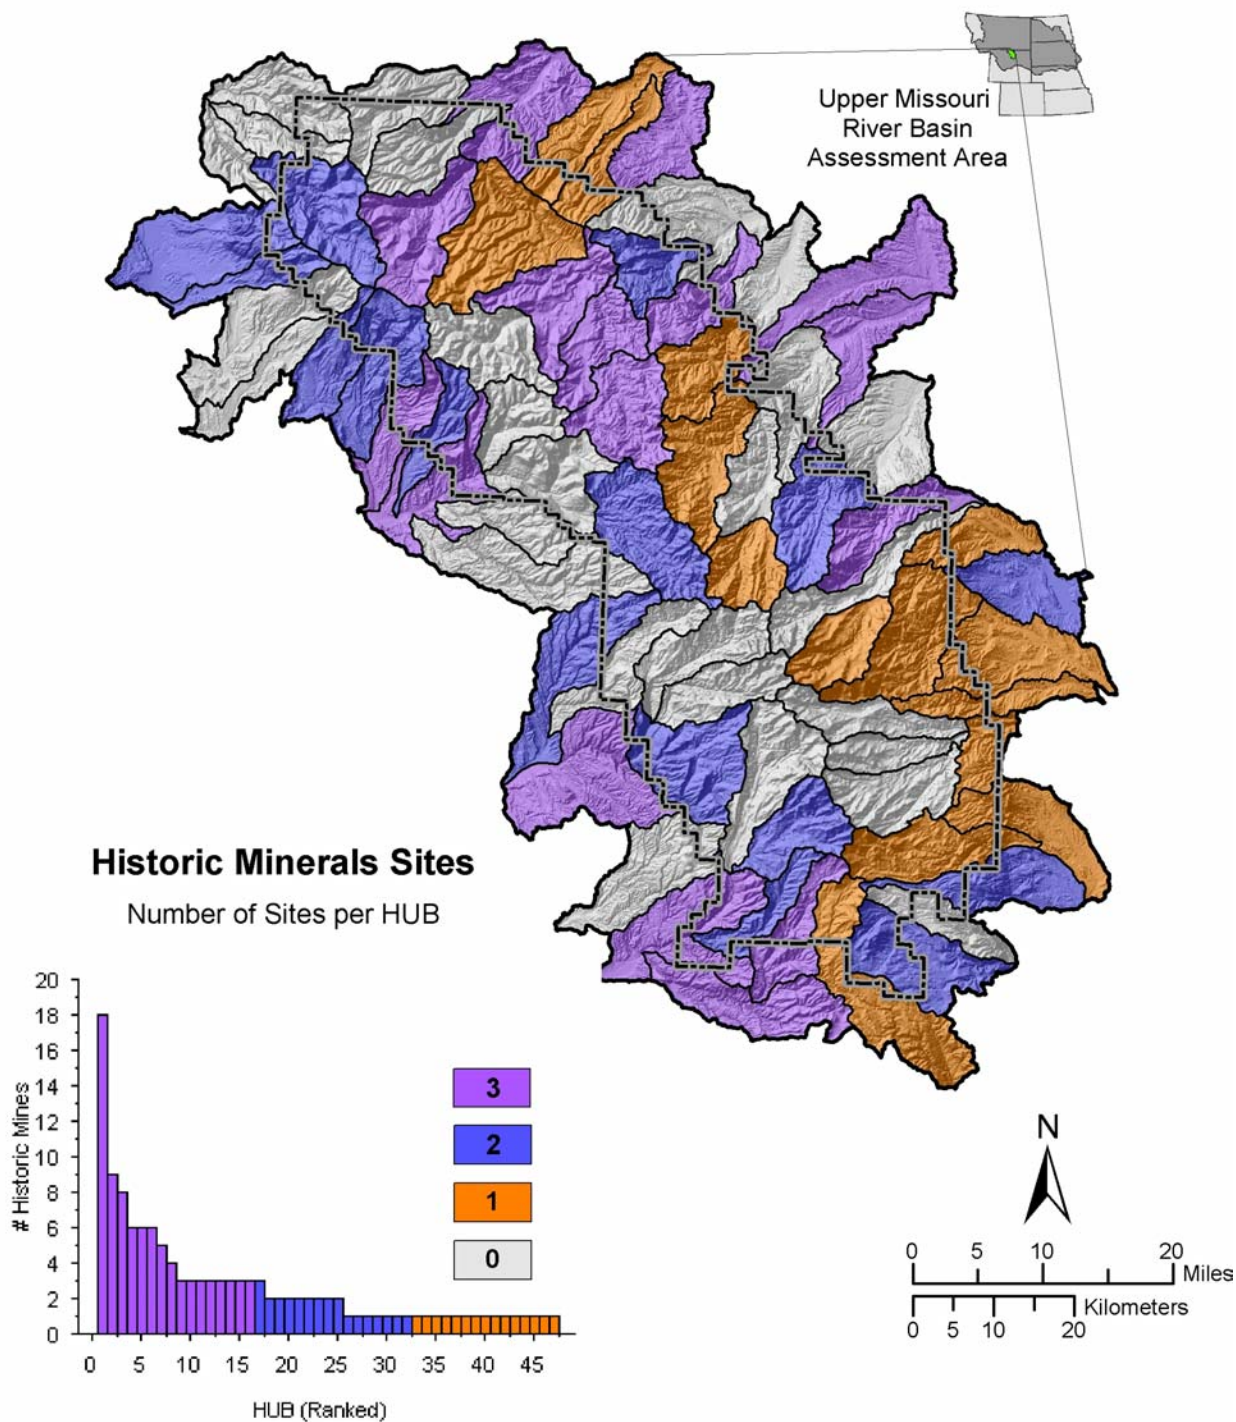 Upper Missouri
River Basin
Assessment Area
Historic Minerals Sites
Number of Sites per HUB
# Historic Mines
20
18
16
14
12
10
8
6
4
2
0
0 5 10 15 20 25 30 35 40 45
HUB (Ranked)
3
2
1
0
N
0 5 10 20
Miles
Kilometers
0 5 10 20